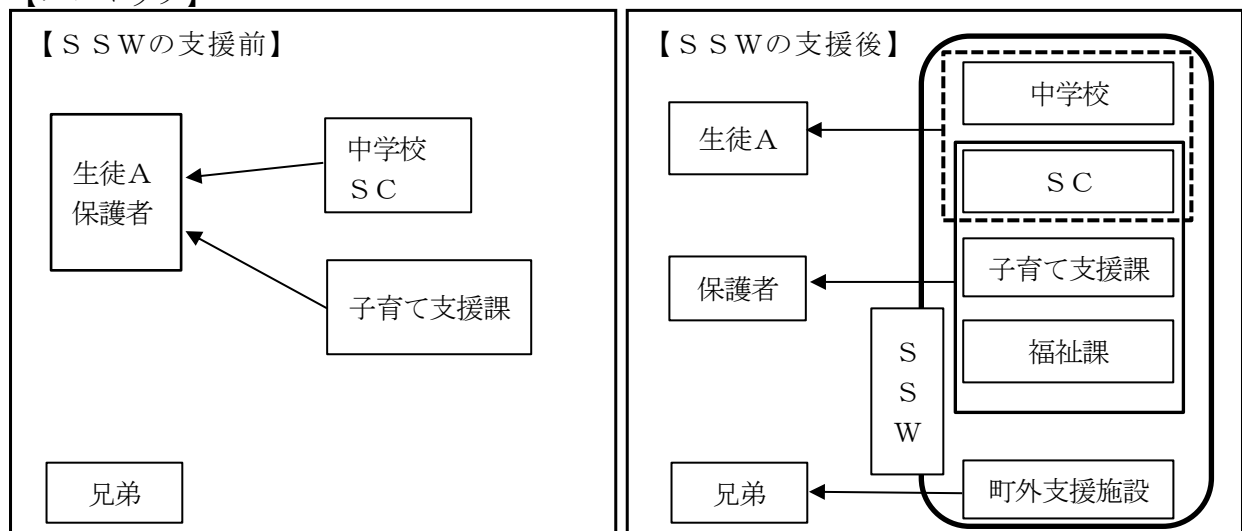 【ＳＳＷの支援前】
生徒Ａ
保護者
中学校
ＳＣ
子育て支援課
兄弟
【ＳＳＷの支援後】
生徒Ａ
保護者
兄弟
ＳＳＷ
中学校
ＳＣ
子育て支援課
福祉課
町外支援施設